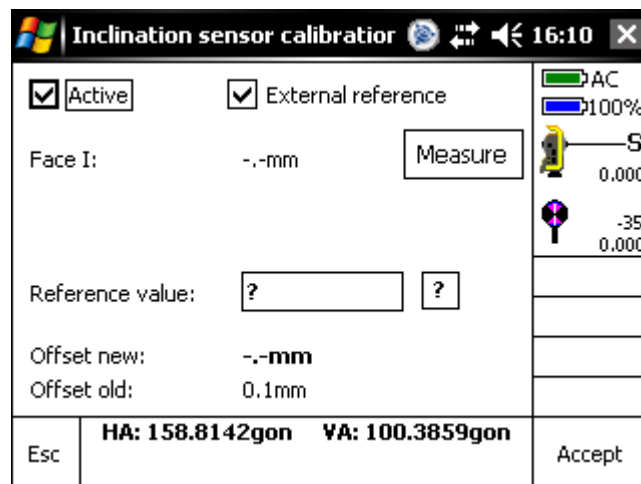 Inclination sensor calibratior 16:10
Active External reference
AC
100%
Face I: -.-mm Measure
S
0.000
-35
0.000
Reference value: ? ?
Offset new: -.-mm
Offset old: 0.1mm
Esc HA: 158.8142gon VA: 100.3859gon Accept